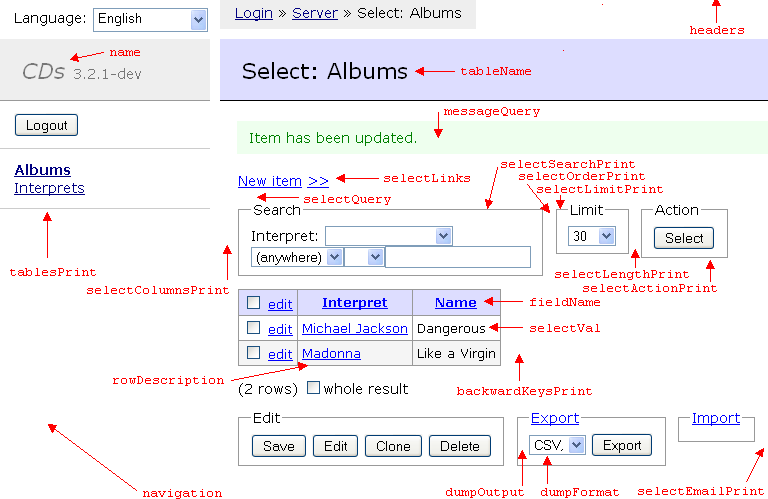 Language: English
Login » Server » Select: Albums
headers
name
CDs 3.2.1-dev
Select: Albums
tableName
messageQuery
Logout
Item has been updated.
Albums
Interprets
New item >>
selectLinks
selectSearchPrint
selectOrderPrint
selectLimitPrint
selectQuery
Search
Limit
Action
Interpret:
30
Select
(anywhere)
tablesPrint
selectColumnsPrint
selectLengthPrint
selectActionPrint
edit Interpret Name
fieldName
edit Michael Jackson Dangerous
selectVal
edit Madonna Like a Virgin
rowDescription
backwardKeysPrint
(2 rows) whole result
Edit
Export
Import
Save Edit Clone Delete
CSV, Export
navigation
dumpOutput
dumpFormat
selectEmailPrint